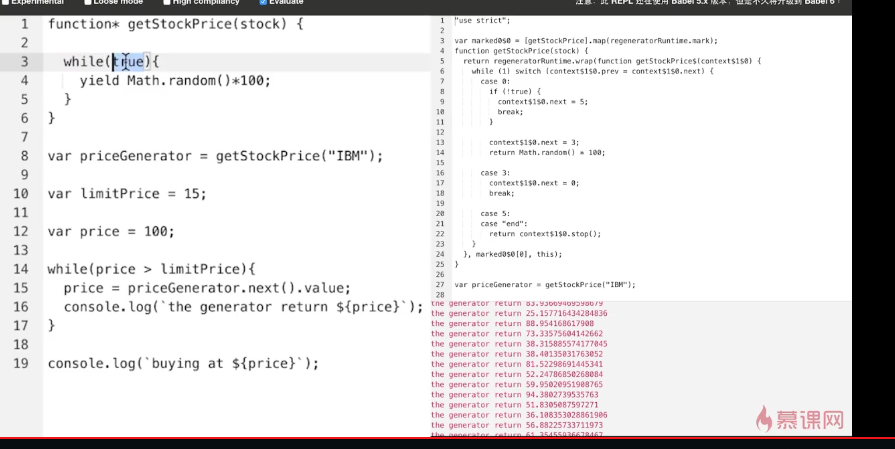 Experimental Loose mode High compliancy Evaluate
注意：此 REPL 还在使用 Babel 5.x 版本，但是不久将升级到 Babel 6 !
1 function* getStockPrice(stock) {
2
3 while(true){
4 yield Math.random()*100;
5 }
6 }
7
8 var priceGenerator = getStockPrice("IBM");
9
10 var limitPrice = 15;
11
12 var price = 100;
13
14 while(price > limitPrice){
15 price = priceGenerator.next().value;
16 console.log(`the generator return ${price}`);
17 }
18
19 console.log(`buying at ${price}`);
1 "use strict";
2
3 var marked0$0 = [getStockPrice].map(regeneratorRuntime.mark);
4 function getStockPrice(stock) {
5 return regeneratorRuntime.wrap(function getStockPrice$(context$1$0) {
6 while (1) switch (context$1$0.prev = context$1$0.next) {
7 case 0:
8 if (!true) {
9 context$1$0.next = 5;
10 break;
11 }
12
13 context$1$0.next = 3;
14 return Math.random() * 100;
15
16 case 3:
17 context$1$0.next = 0;
18 break;
19
20 case 5:
21 case "end":
22 return context$1$0.stop();
23 }
24 }, marked0$0[0], this);
25 }
26
27 var priceGenerator = getStockPrice("IBM");
28
the generator return 83.93669469598679
the generator return 25.157716434284836
the generator return 88.954168617908
the generator return 73.33575604142662
the generator return 38.315885574177045
the generator return 38.40135031763052
the generator return 81.52298691445341
the generator return 52.24786850268084
the generator return 59.95020951908765
the generator return 94.3802739535763
the generator return 51.8305087597271
the generator return 36.108353028861906
the generator return 56.88225733711973
the generator return 61.35455936678467
慕课网